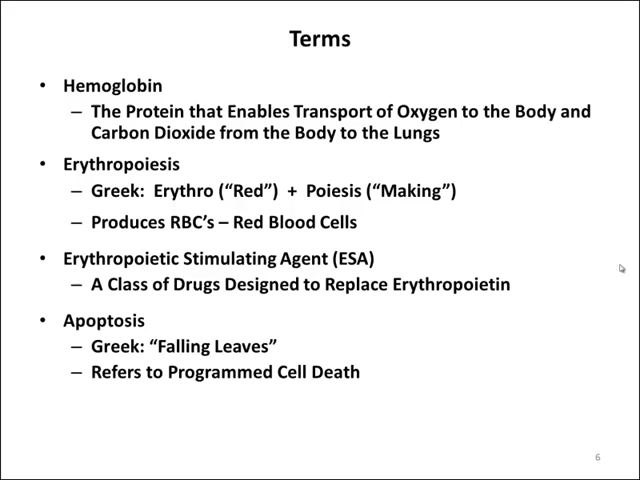 Terms
• Hemoglobin
– The Protein that Enables Transport of Oxygen to the Body and
Carbon Dioxide from the Body to the Lungs
• Erythropoiesis
– Greek: Erythro (“Red”) + Poiesis (“Making”)
– Produces RBC’s – Red Blood Cells
• Erythropoietic Stimulating Agent (ESA)
– A Class of Drugs Designed to Replace Erythropoietin
• Apoptosis
– Greek: “Falling Leaves”
– Refers to Programmed Cell Death
6